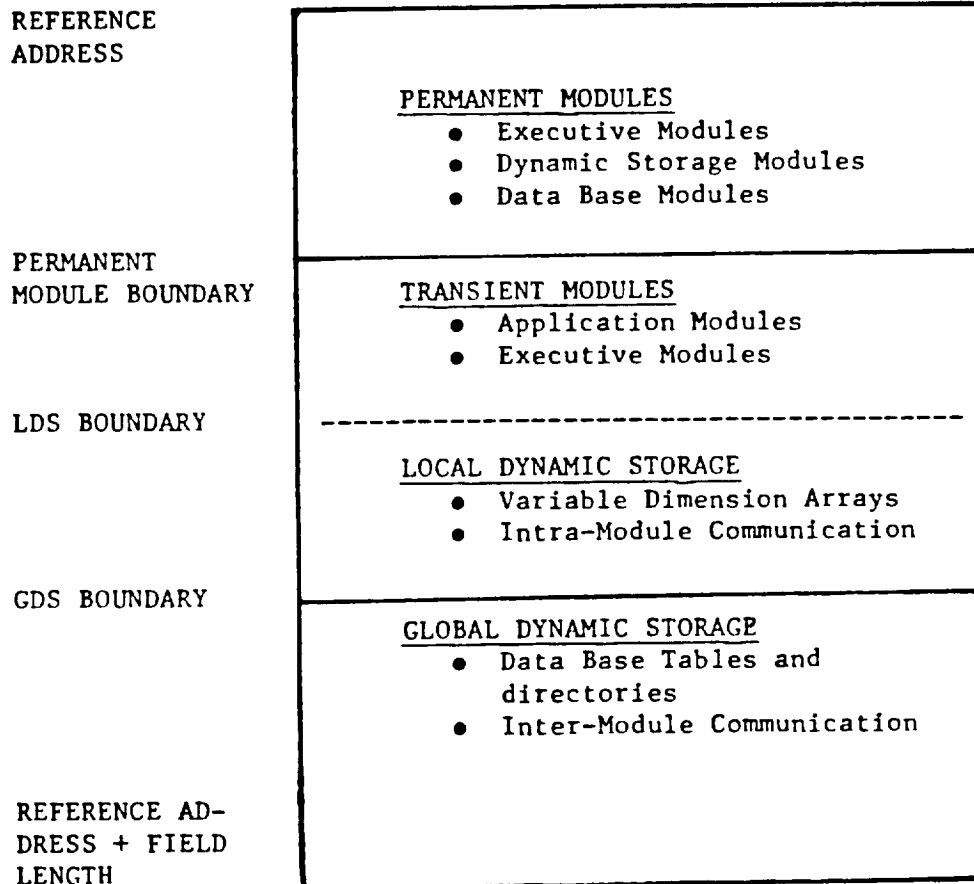 REFERENCE
ADDRESS
PERMANENT MODULES
● Executive Modules
● Dynamic Storage Modules
● Data Base Modules
PERMANENT
MODULE BOUNDARY
TRANSIENT MODULES
● Application Modules
● Executive Modules
LDS BOUNDARY
LOCAL DYNAMIC STORAGE
● Variable Dimension Arrays
● Intra-Module Communication
GDS BOUNDARY
GLOBAL DYNAMIC STORAGE
● Data Base Tables and
directories
● Inter-Module Communication
REFERENCE AD-
DRESS + FIELD
LENGTH